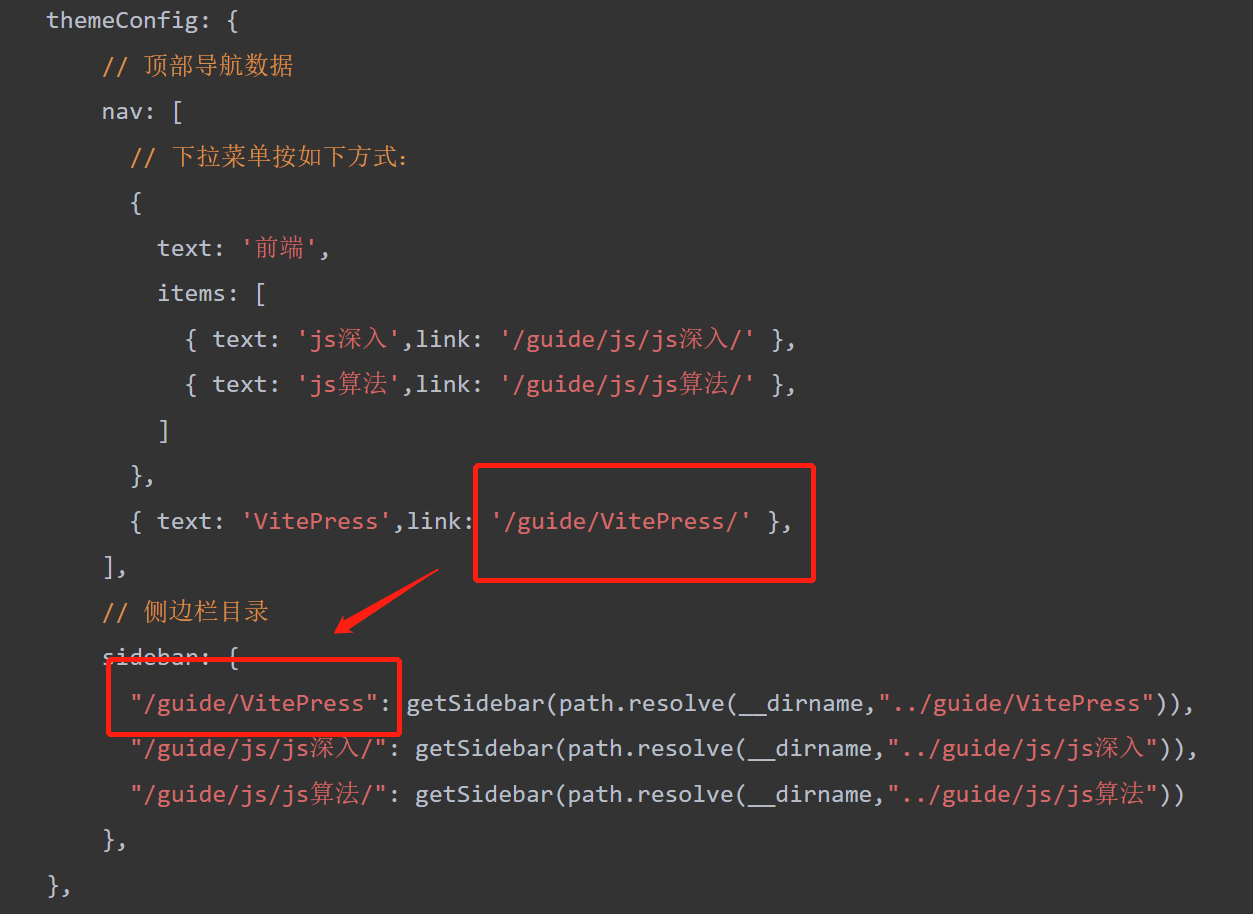 themeConfig: {
// 顶部导航数据
nav: [
// 下拉菜单按如下方式:
{
text: '前端',
items: [
{ text: 'js深入',link: '/guide/js/js深入/' },
{ text: 'js算法',link: '/guide/js/js算法/' },
]
},
{ text: 'VitePress',link: '/guide/VitePress/' },
],
// 侧边栏目录
sidebar: {
"/guide/VitePress": getSidebar(path.resolve(__dirname,"../guide/VitePress")),
"/guide/js/js深入/": getSidebar(path.resolve(__dirname,"../guide/js/js深入")),
"/guide/js/js算法/": getSidebar(path.resolve(__dirname,"../guide/js/js算法"))
},
},